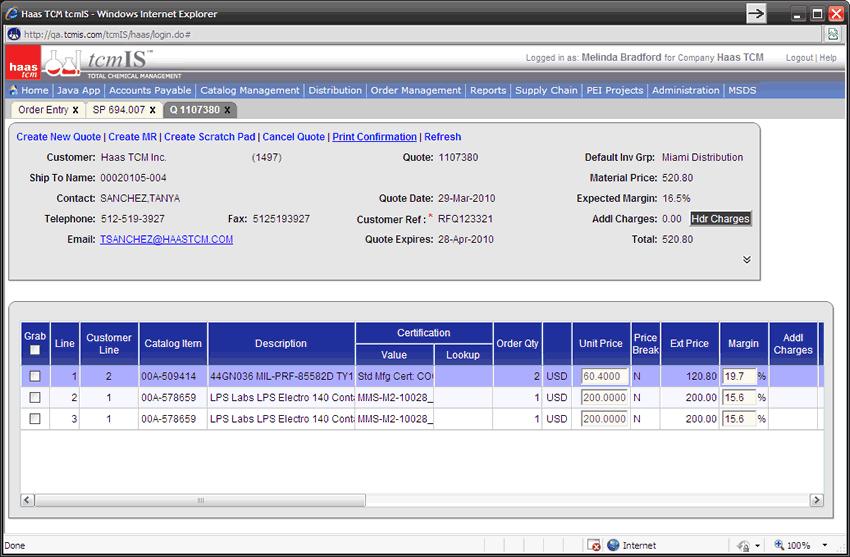 Haas TCM tcmIS - Windows Internet Explorer
http://qa.tcmis.com/tcmIS/haas/login.do#
haas tcm
tcmIS™
TOTAL CHEMICAL MANAGEMENT
Logged in as: Melinda Bradford for Company Haas TCM Logout | Help
Home | Java App | Accounts Payable | Catalog Management | Distribution | Order Management | Reports | Supply Chain | PEI Projects | Administration | MSDS
Order Entry x SP 694.007 x Q 1107380 x
Create New Quote | Create MR | Create Scratch Pad | Cancel Quote | Print Confirmation | Refresh
Customer: Haas TCM Inc. (1497) Quote: 1107380 Default Inv Grp: Miami Distribution
Ship To Name: 00020105-004 Material Price: 520.80
Contact: SANCHEZ,TANYA Quote Date: 29-Mar-2010 Expected Margin: 16.5%
Telephone: 512-519-3927 Fax: 5125193927 Customer Ref :* RFQ123321 Addl Charges: 0.00 Hdr Charges
Email: TSANCHEZ@HAASTCM.COM Quote Expires: 28-Apr-2010 Total: 520.80
Grab Line Customer Line Catalog Item Description Certification Value Lookup Order Qty Unit Price Price Break Ext Price Margin Addl Charges
1 2 00A-509414 44GN036 MIL-PRF-85582D TY1 Std Mfg Cert: CO 2 USD 60.4000 N 120.80 19.7 %
2 1 00A-578659 LPS Labs LPS Electro 140 Conta MMS-M2-10028_ 1 USD 200.0000 N 200.00 15.6 %
3 1 00A-578659 LPS Labs LPS Electro 140 Conta MMS-M2-10028_ 1 USD 200.0000 N 200.00 15.6 %
Done Internet 100%